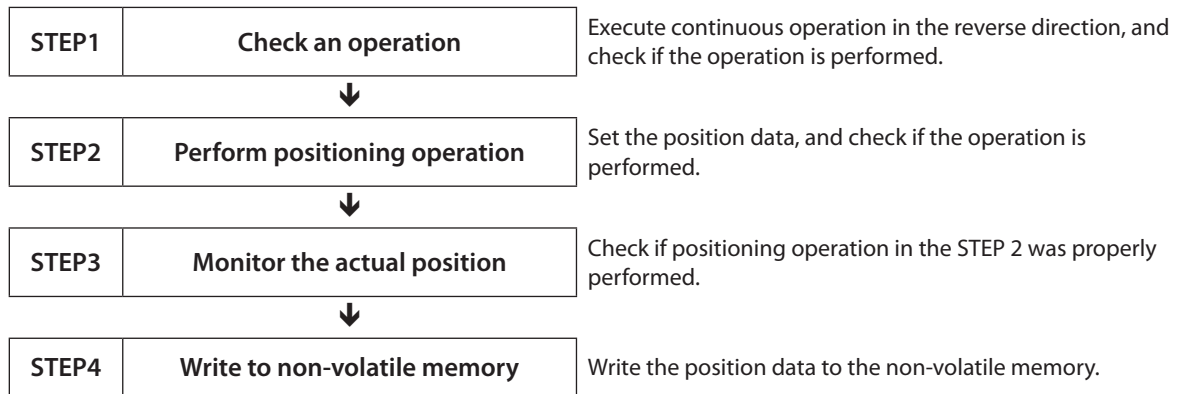 STEP1 Check an operation
Execute continuous operation in the reverse direction, and
check if the operation is performed.
STEP2 Perform positioning operation
Set the position data, and check if the operation is
performed.
STEP3 Monitor the actual position
Check if positioning operation in the STEP 2 was properly
performed.
STEP4 Write to non-volatile memory
Write the position data to the non-volatile memory.